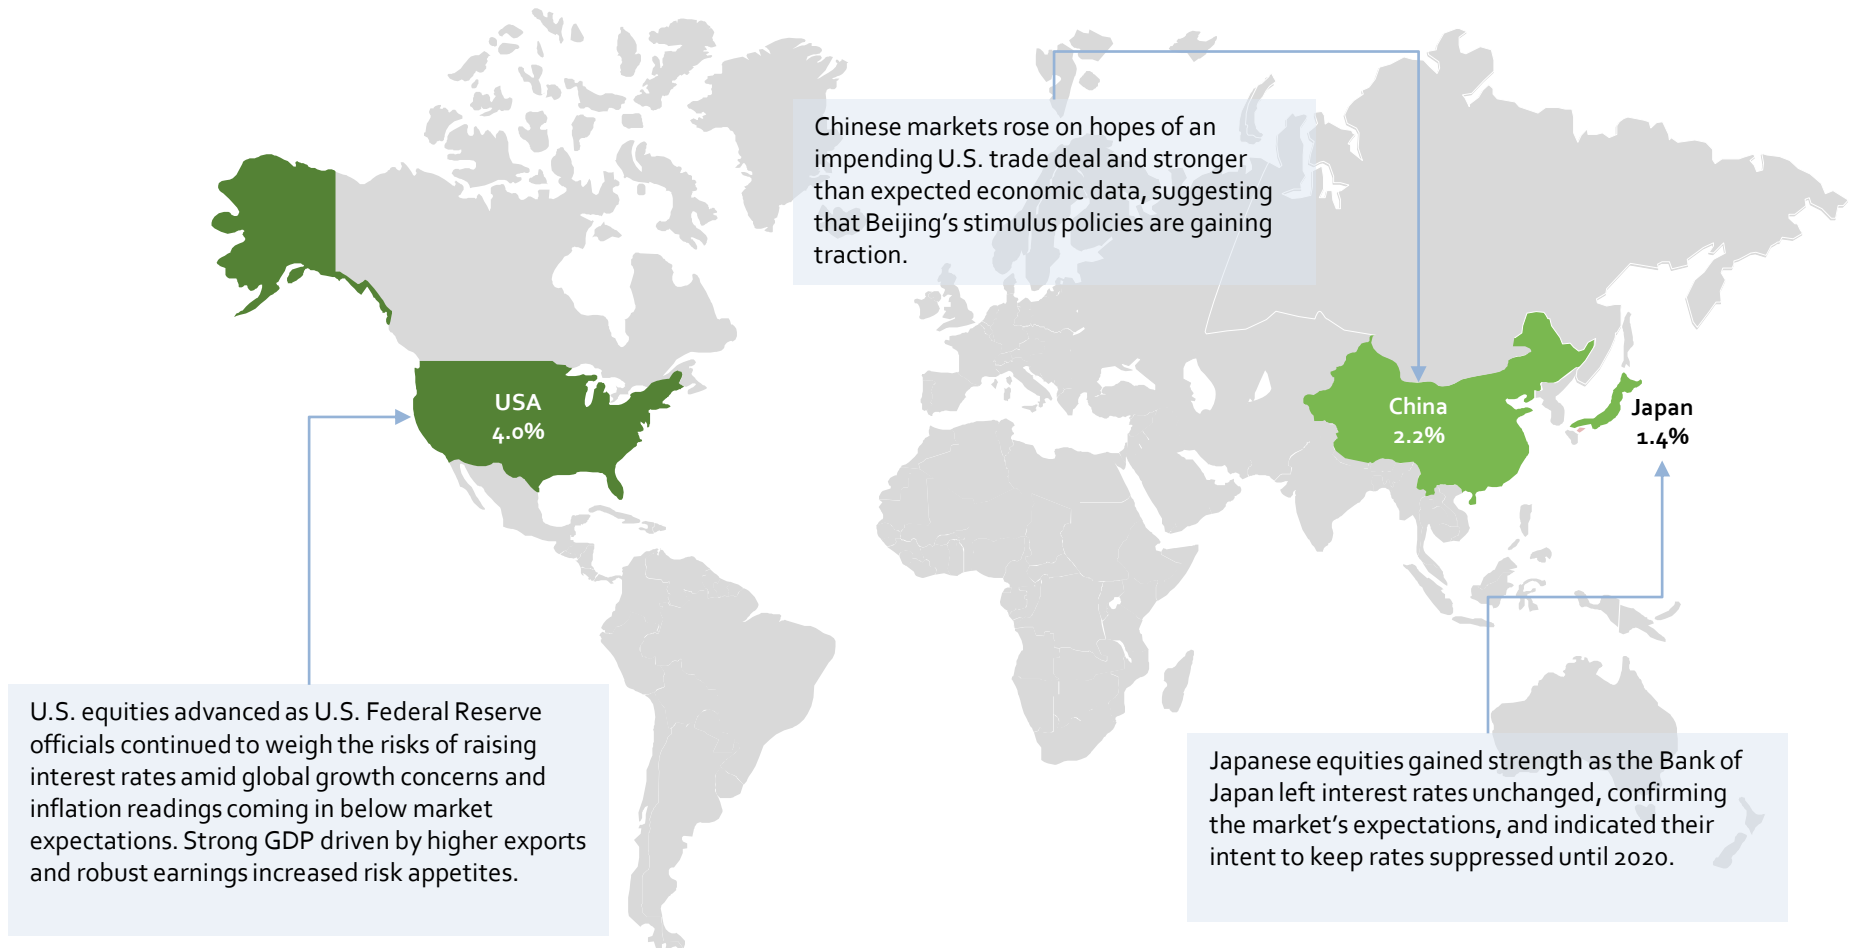 Chinese markets rose on hopes of an
impending U.S. trade deal and stronger
than expected economic data, suggesting
that Beijing’s stimulus policies are gaining
traction.
USA
4.0%
China
2.2%
Japan
1.4%
U.S. equities advanced as U.S. Federal Reserve
officials continued to weigh the risks of raising
interest rates amid global growth concerns and
inflation readings coming in below market
expectations. Strong GDP driven by higher exports
and robust earnings increased risk appetites.
Japanese equities gained strength as the Bank of
Japan left interest rates unchanged, confirming
the market’s expectations, and indicated their
intent to keep rates suppressed until 2020.